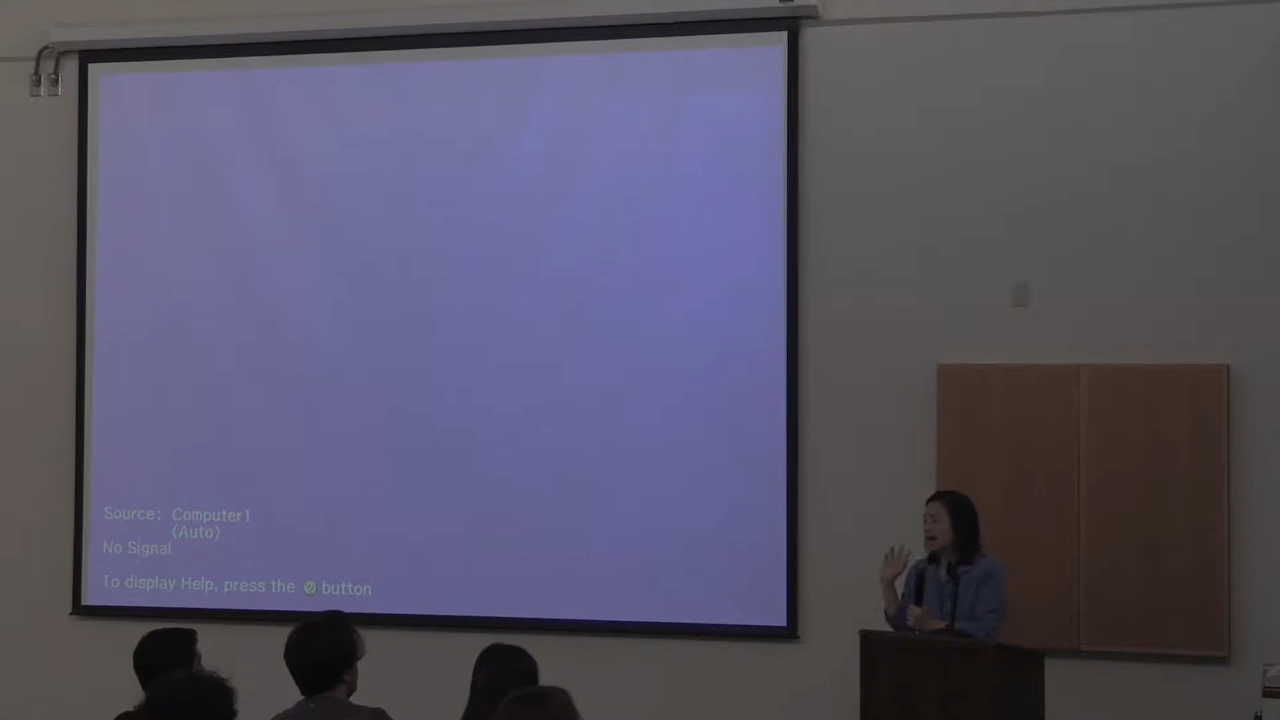 Source: Computer1
(Auto)
No Signal
To display Help, press the button